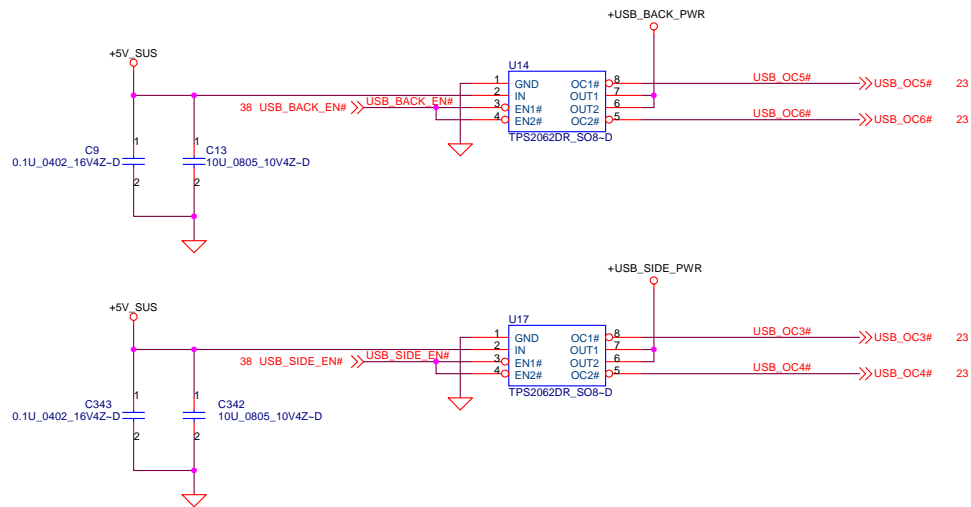 +USB_BACK_PWR
+5V_SUS
U14
1 GND OC1# 8 USB_OC5# USB_OC5# 23
2 IN OUT1 7
38 USB_BACK_EN# USB_BACK_EN# 3 EN1# OUT2 6
4 EN2# OC2# 5 USB_OC6# USB_OC6# 23
TPS2062DR_SO8~D
1 1
C9 C13
0.1U_0402_16V4Z~D 10U_0805_10V4Z~D
2 2
+USB_SIDE_PWR
+5V_SUS
U17
1 GND OC1# 8 USB_OC3# USB_OC3# 23
2 IN OUT1 7
38 USB_SIDE_EN# USB_SIDE_EN# 3 EN1# OUT2 6
4 EN2# OC2# 5 USB_OC4# USB_OC4# 23
TPS2062DR_SO8~D
1 1
C343 C342
0.1U_0402_16V4Z~D 10U_0805_10V4Z~D
2 2